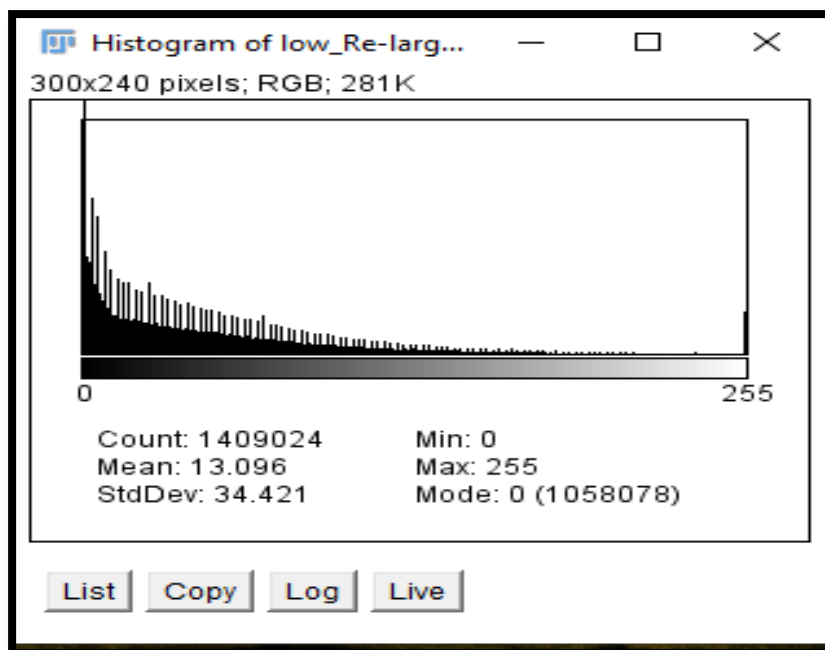 Histogram of low_Re-larg...
300x240 pixels; RGB; 281K
0 255
Count: 1409024 Min: 0
Mean: 13.096 Max: 255
StdDev: 34.421 Mode: 0 (1058078)
List Copy Log Live